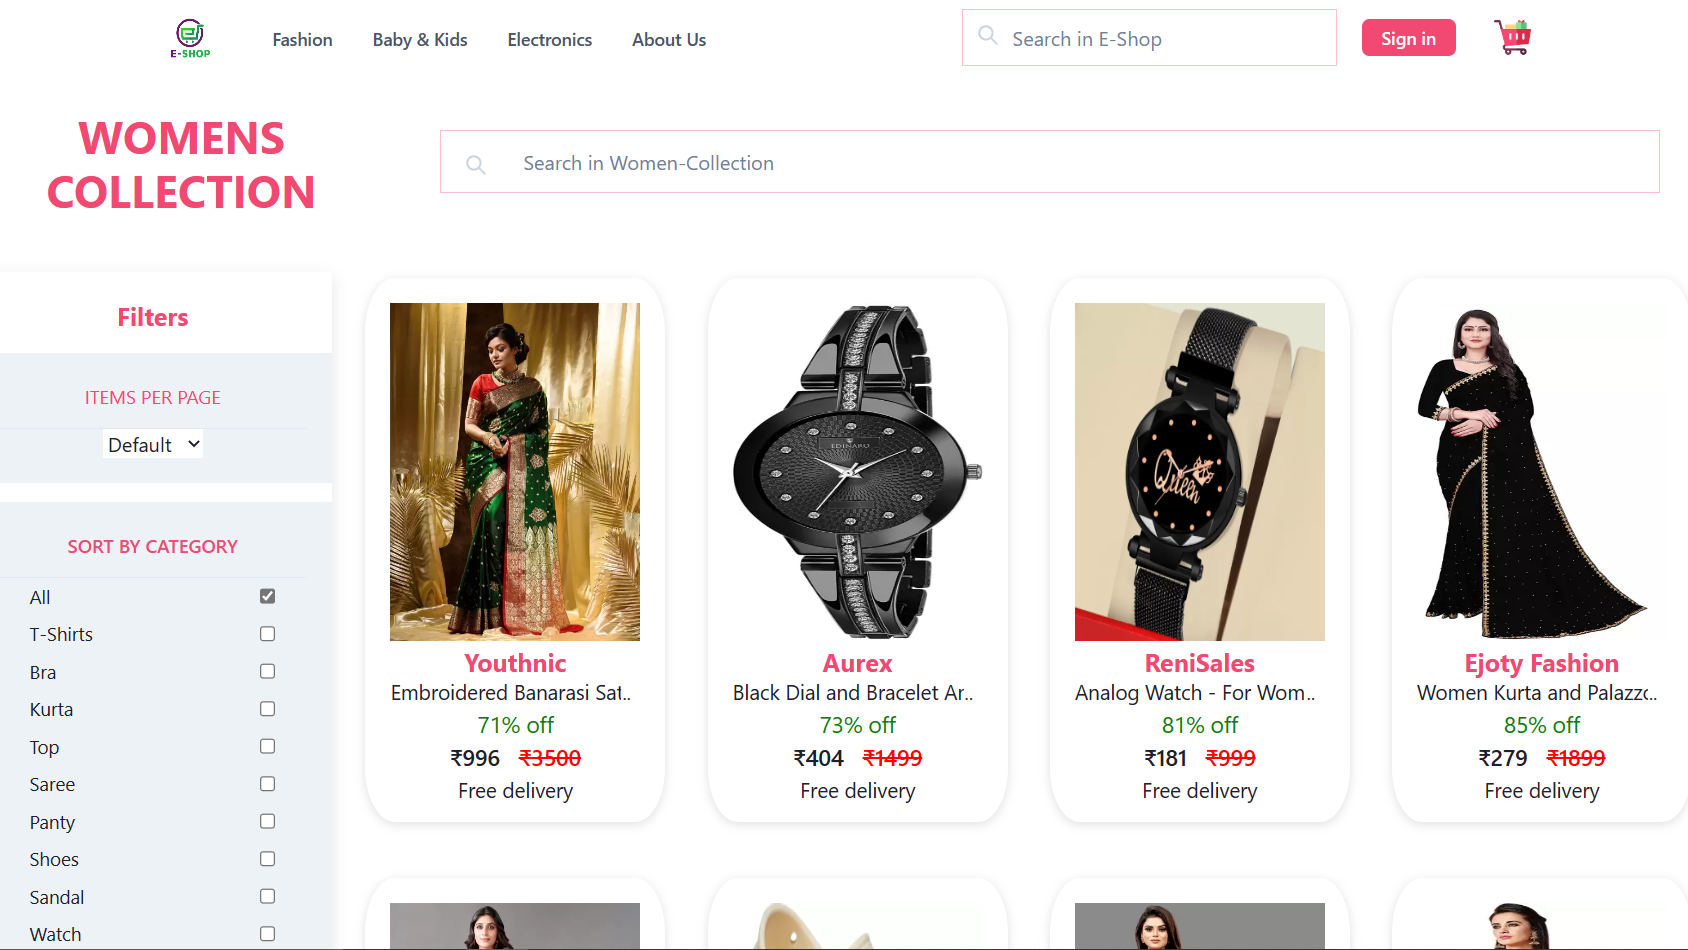 E-SHOP
Fashion
Baby & Kids
Electronics
About Us
Search in E-Shop
Sign in
WOMENS
COLLECTION
Search in Women-Collection
Filters
ITEMS PER PAGE
Default
SORT BY CATEGORY
All
T-Shirts
Bra
Kurta
Top
Saree
Panty
Shoes
Sandal
Watch
EDINARO
Queen
Youthnic
Embroidered Banarasi Sat..
71% off
₹996 ₹3500
Free delivery
Aurex
Black Dial and Bracelet Ar..
73% off
₹404 ₹1499
Free delivery
ReniSales
Analog Watch - For Wom..
81% off
₹181 ₹999
Free delivery
Ejoty Fashion
Women Kurta and Palazzo..
85% off
₹279 ₹1899
Free delivery